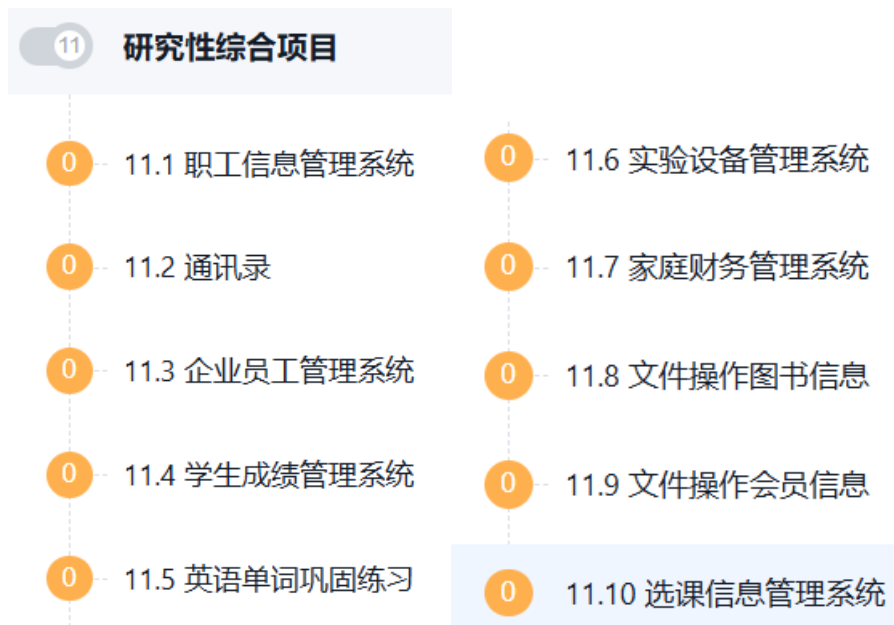 11 研究性综合项目
0 11.1 职工信息管理系统
0 11.2 通讯录
0 11.3 企业员工管理系统
0 11.4 学生成绩管理系统
0 11.5 英语单词巩固练习
0 11.6 实验设备管理系统
0 11.7 家庭财务管理系统
0 11.8 文件操作图书信息
0 11.9 文件操作会员信息
0 11.10 选课信息管理系统